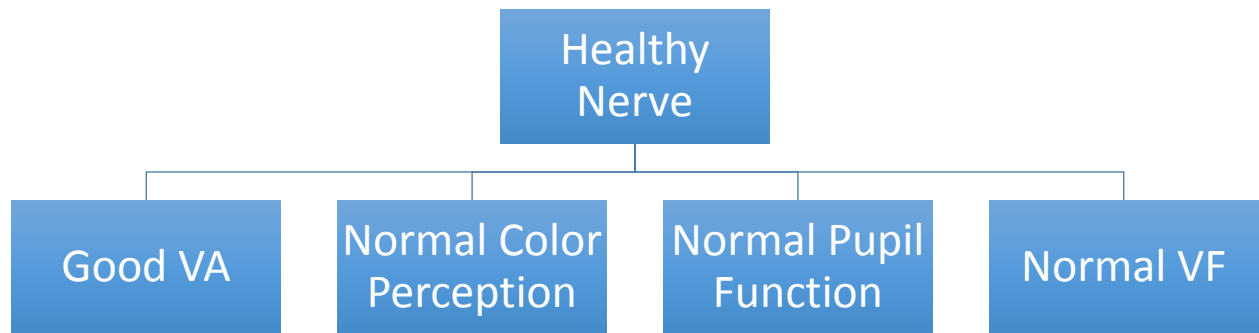 Healthy
Nerve
Good VA
Normal Color
Perception
Normal Pupil
Function
Normal VF